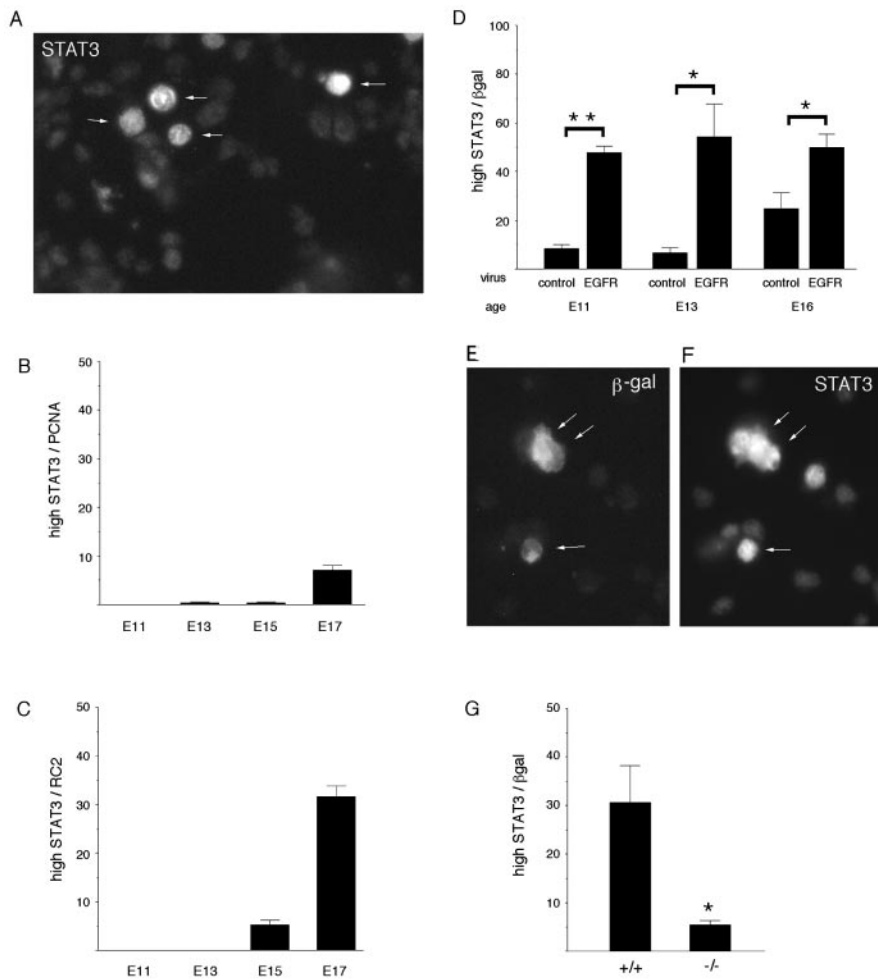 A
STAT3
B
high STAT3 / PCNA
50
40
30
20
10
E11 E13 E15 E17
C
high STAT3 / RC2
50
40
30
20
10
E11 E13 E15 E17
D
high STAT3 / βgal
100
80
60
40
20
* *
*
*
virus control EGFR control EGFR control EGFR
age E11 E13 E16
E
β-gal
F
STAT3
G
high STAT3 / βgal
50
40
30
20
10
*
+/+ -/-